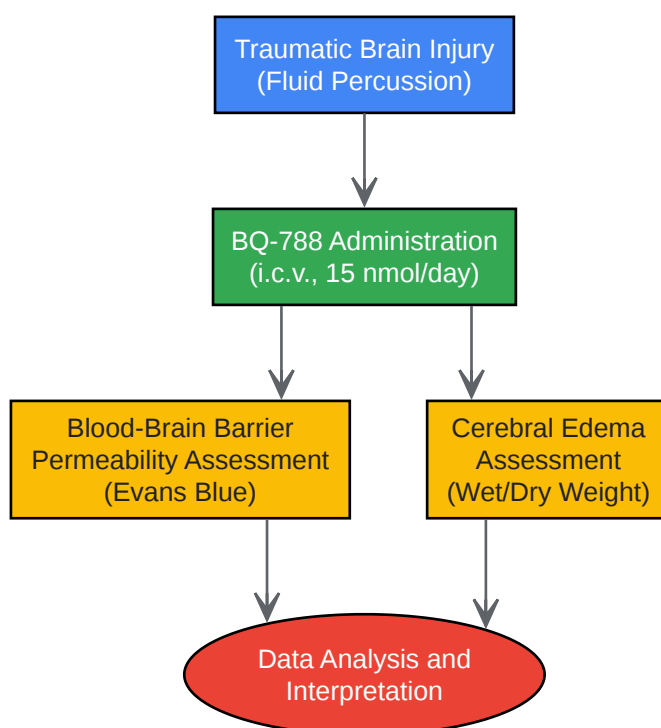 Traumatic Brain Injury
(Fluid Percussion)
BQ-788 Administration
(i.c.v., 15 nmol/day)
Blood-Brain Barrier
Permeability Assessment
(Evans Blue)
Cerebral Edema
Assessment
(Wet/Dry Weight)
Data Analysis and
Interpretation